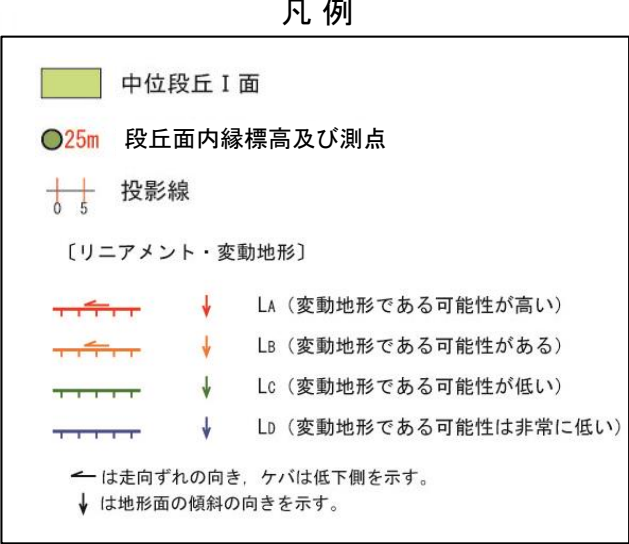 凡 例
中位段丘Ⅰ面
25m 段丘面内縁標高及び測点
0 5 投影線
〔リニアメント・変動地形〕
LA（変動地形である可能性が高い）
LB（変動地形である可能性がある）
LC（変動地形である可能性が低い）
LD（変動地形である可能性は非常に低い）
は走向ずれの向き，ケバは低下側を示す。
は地形面の傾斜の向きを示す。